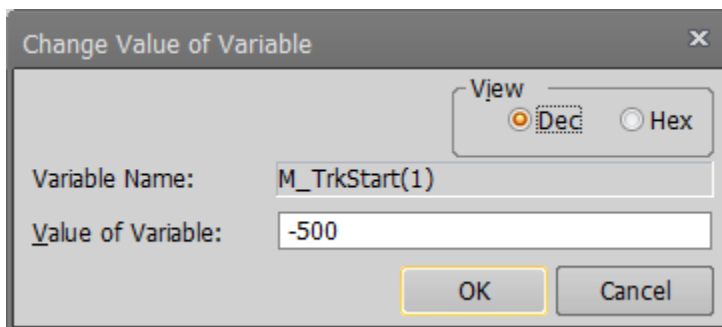 Change Value of Variable
View
Dec Hex
Variable Name: M_TrkStart(1)
Value of Variable: -500
OK Cancel